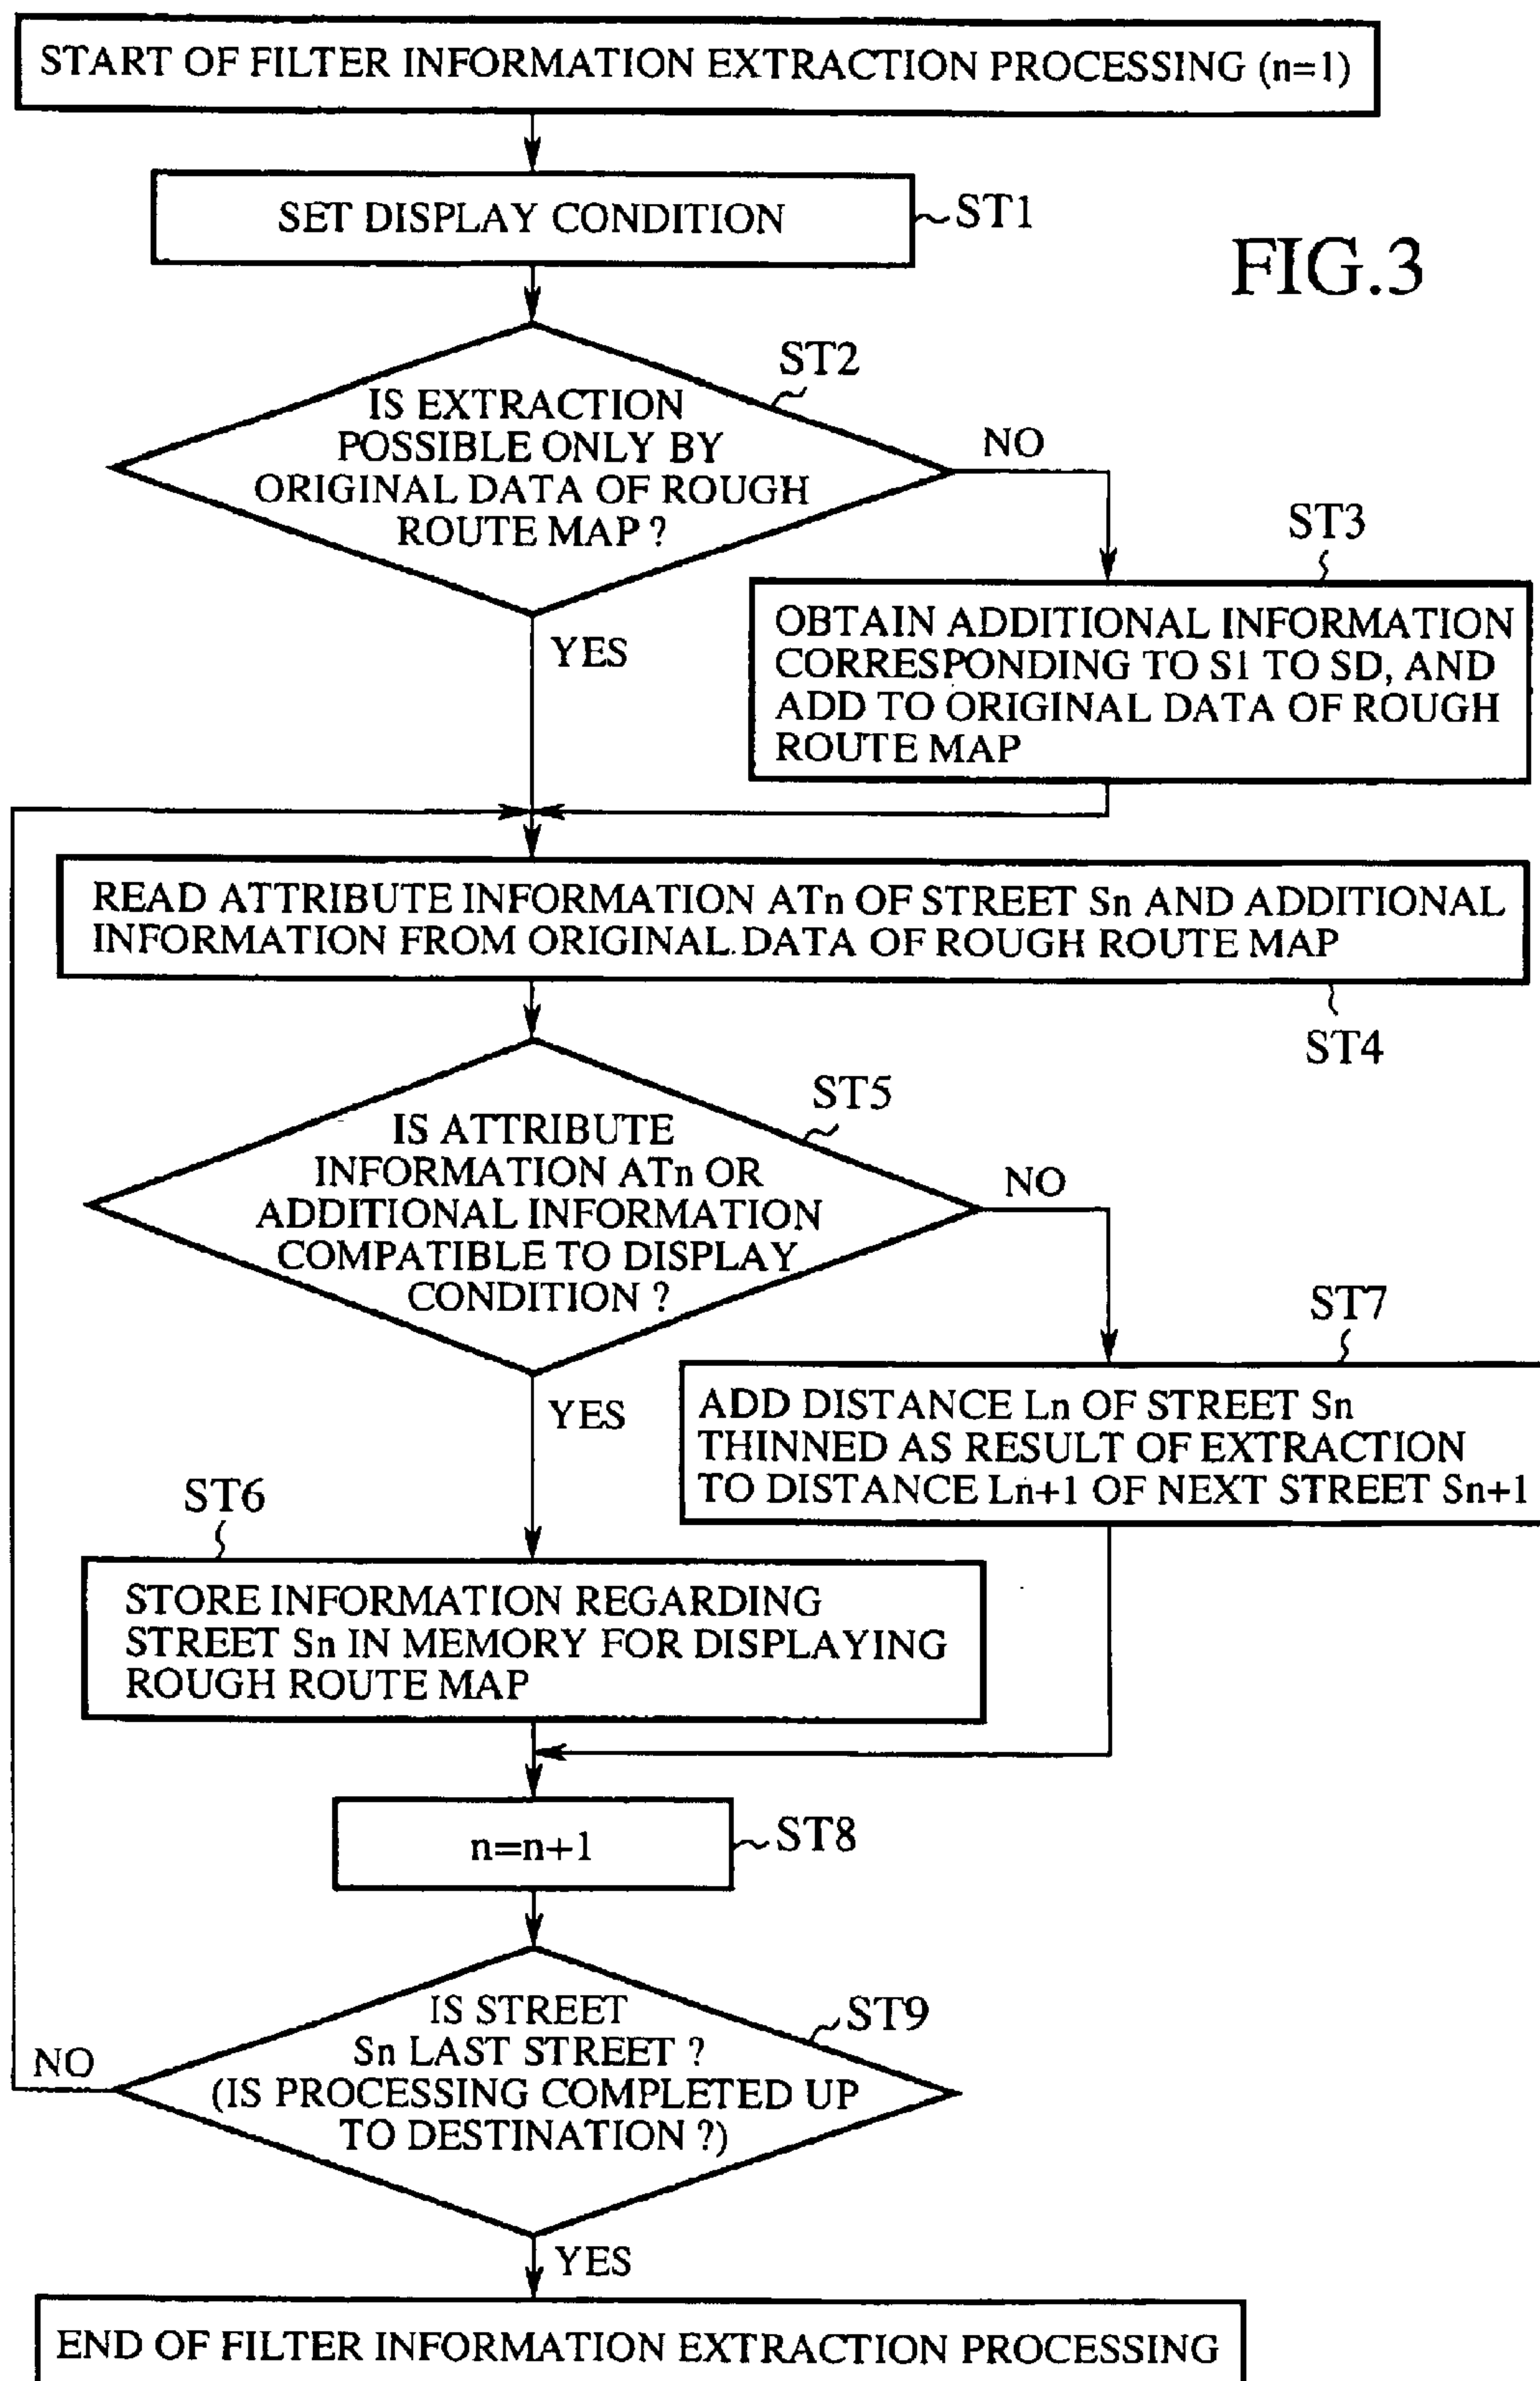 START OF FILTER INFORMATION EXTRACTION PROCESSING (n=1)
SET DISPLAY CONDITION
ST1
FIG.3
ST2
IS EXTRACTION
POSSIBLE ONLY BY
ORIGINAL DATA OF ROUGH
ROUTE MAP ?
NO
YES
ST3
OBTAIN ADDITIONAL INFORMATION
CORRESPONDING TO S1 TO SD, AND
ADD TO ORIGINAL DATA OF ROUGH
ROUTE MAP
READ ATTRIBUTE INFORMATION ATn OF STREET Sn AND ADDITIONAL
INFORMATION FROM ORIGINAL DATA OF ROUGH ROUTE MAP
ST4
ST5
IS ATTRIBUTE
INFORMATION ATn OR
ADDITIONAL INFORMATION
COMPATIBLE TO DISPLAY
CONDITION ?
NO
YES
ST7
ADD DISTANCE Ln OF STREET Sn
THINNED AS RESULT OF EXTRACTION
TO DISTANCE Ln+1 OF NEXT STREET Sn+1
ST6
STORE INFORMATION REGARDING
STREET Sn IN MEMORY FOR DISPLAYING
ROUGH ROUTE MAP
n=n+1
ST8
ST9
IS STREET
Sn LAST STREET ?
(IS PROCESSING COMPLETED UP
TO DESTINATION ?)
NO
YES
END OF FILTER INFORMATION EXTRACTION PROCESSING